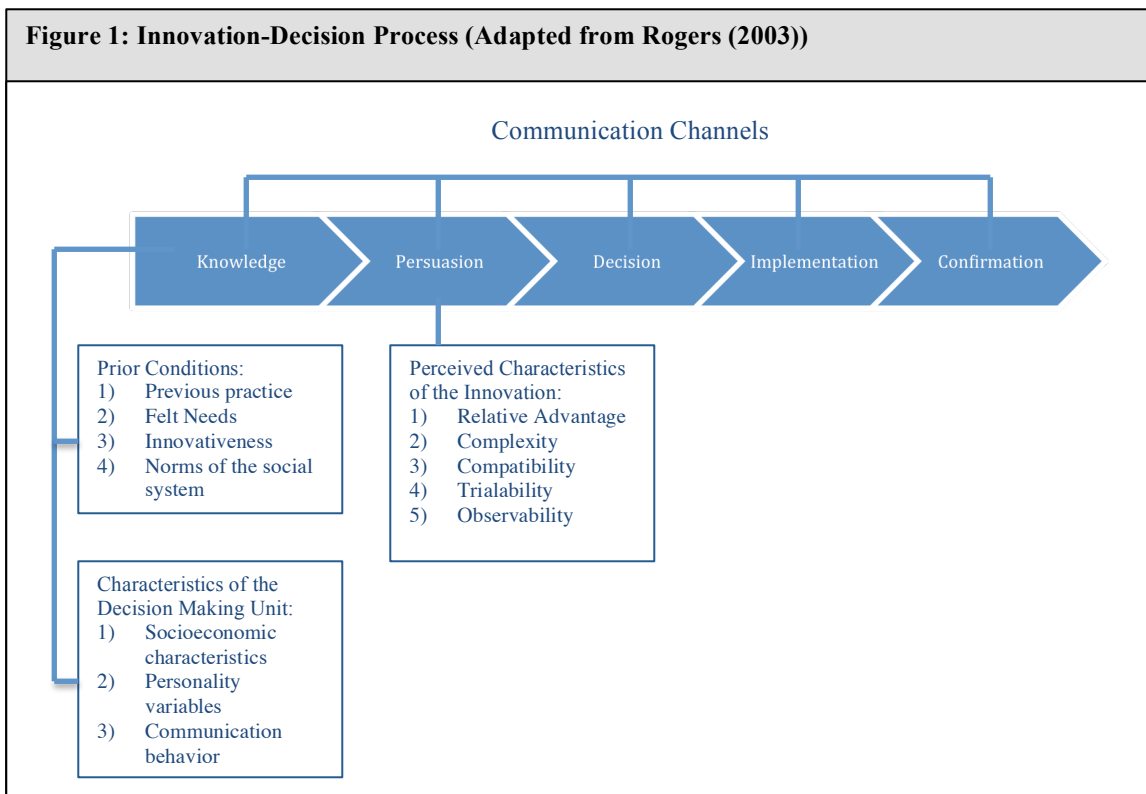 Figure 1: Innovation-Decision Process (Adapted from Rogers (2003))
Communication Channels
Knowledge
Persuasion
Decision
Implementation
Confirmation
Prior Conditions:
1) Previous practice
2) Felt Needs
3) Innovativeness
4) Norms of the social
system
Perceived Characteristics
of the Innovation:
1) Relative Advantage
2) Complexity
3) Compatibility
4) Trialability
5) Observability
Characteristics of the
Decision Making Unit:
1) Socioeconomic
characteristics
2) Personality
variables
3) Communication
behavior